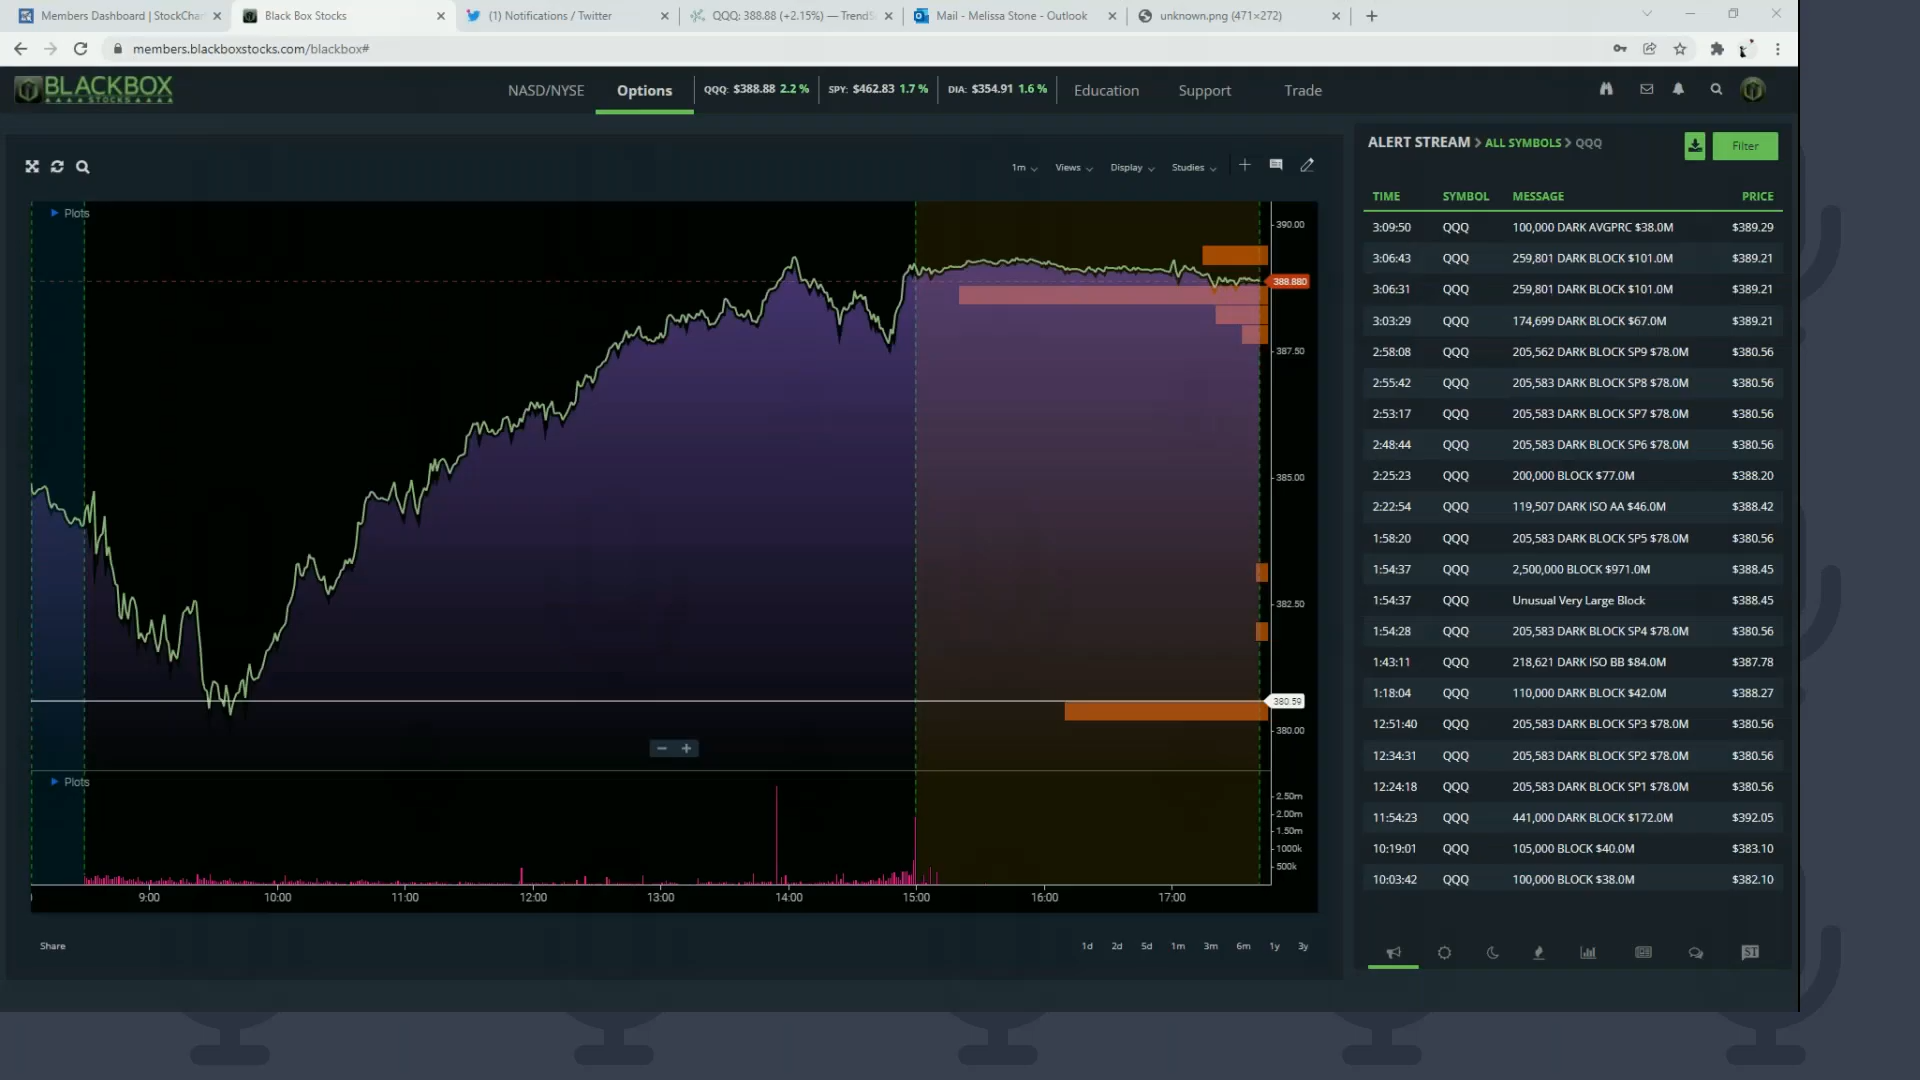 Members Dashboard | StockChar
Black Box Stocks
(1) Notifications / Twitter
QQQ: 388.88 (+2.15%) — TrendS
Mail - Melissa Stone - Outlook
unknown.png (471×272)
members.blackboxstocks.com/blackbox#
BLACKBOX
STOCKS
NASD/NYSE
Options
QQQ: $388.88 2.2 %
SPY: $462.83 1.7 %
DIA: $354.91 1.6 %
Education
Support
Trade
1m
Views
Display
Studies
Plots
390.00
388.880
387.50
385.00
382.50
380.59
380.00
Plots
2.50m
2.00m
1.50m
1000k
500k
9:00 10:00 11:00 12:00 13:00 14:00 15:00 16:00 17:00
Share
1d 2d 5d 1m 3m 6m 1y 3y
ALERT STREAM > ALL SYMBOLS > QQQ
Filter
TIME SYMBOL MESSAGE PRICE
3:09:50 QQQ 100,000 DARK AVGPRC $38.0M $389.29
3:06:43 QQQ 259,801 DARK BLOCK $101.0M $389.21
3:06:31 QQQ 259,801 DARK BLOCK $101.0M $389.21
3:03:29 QQQ 174,699 DARK BLOCK $67.0M $389.21
2:58:08 QQQ 205,562 DARK BLOCK SP9 $78.0M $380.56
2:55:42 QQQ 205,583 DARK BLOCK SP8 $78.0M $380.56
2:53:17 QQQ 205,583 DARK BLOCK SP7 $78.0M $380.56
2:48:44 QQQ 205,583 DARK BLOCK SP6 $78.0M $380.56
2:25:23 QQQ 200,000 BLOCK $77.0M $388.20
2:22:54 QQQ 119,507 DARK ISO AA $46.0M $388.42
1:58:20 QQQ 205,583 DARK BLOCK SP5 $78.0M $380.56
1:54:37 QQQ 2,500,000 BLOCK $971.0M $388.45
1:54:37 QQQ Unusual Very Large Block $388.45
1:54:28 QQQ 205,583 DARK BLOCK SP4 $78.0M $380.56
1:43:11 QQQ 218,621 DARK ISO BB $84.0M $387.78
1:18:04 QQQ 110,000 DARK BLOCK $42.0M $388.27
12:51:40 QQQ 205,583 DARK BLOCK SP3 $78.0M $380.56
12:34:31 QQQ 205,583 DARK BLOCK SP2 $78.0M $380.56
12:24:18 QQQ 205,583 DARK BLOCK SP1 $78.0M $380.56
11:54:23 QQQ 441,000 DARK BLOCK $172.0M $392.05
10:19:01 QQQ 105,000 BLOCK $40.0M $383.10
10:03:42 QQQ 100,000 BLOCK $38.0M $382.10
ST